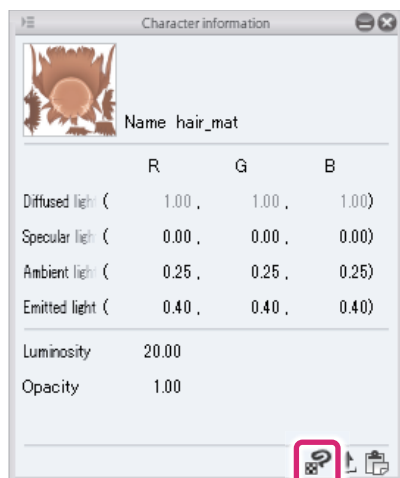 Character information
Name hair_mat
R G B
Diffused light ( 1.00 , 1.00 , 1.00)
Specular ligh ( 0.00 , 0.00 , 0.00)
Ambient light ( 0.25 , 0.25 , 0.25)
Emitted light ( 0.40 , 0.40 , 0.40)
Luminosity 20.00
Opacity 1.00